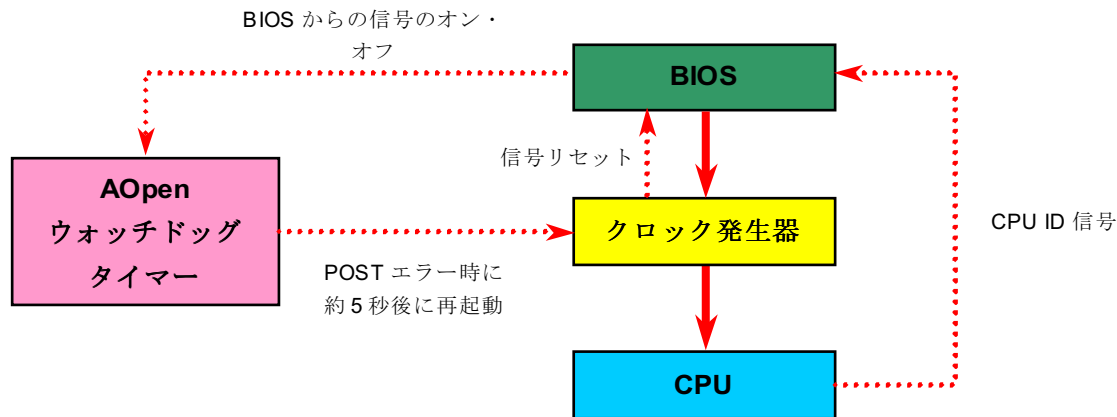 BIOS からの信号のオン・
オフ
BIOS
信号リセット
AOpen
ウォッチドッグ
タイマー
クロック発生器
CPU ID 信号
POST エラー時に
約 5 秒後に再起動
CPU